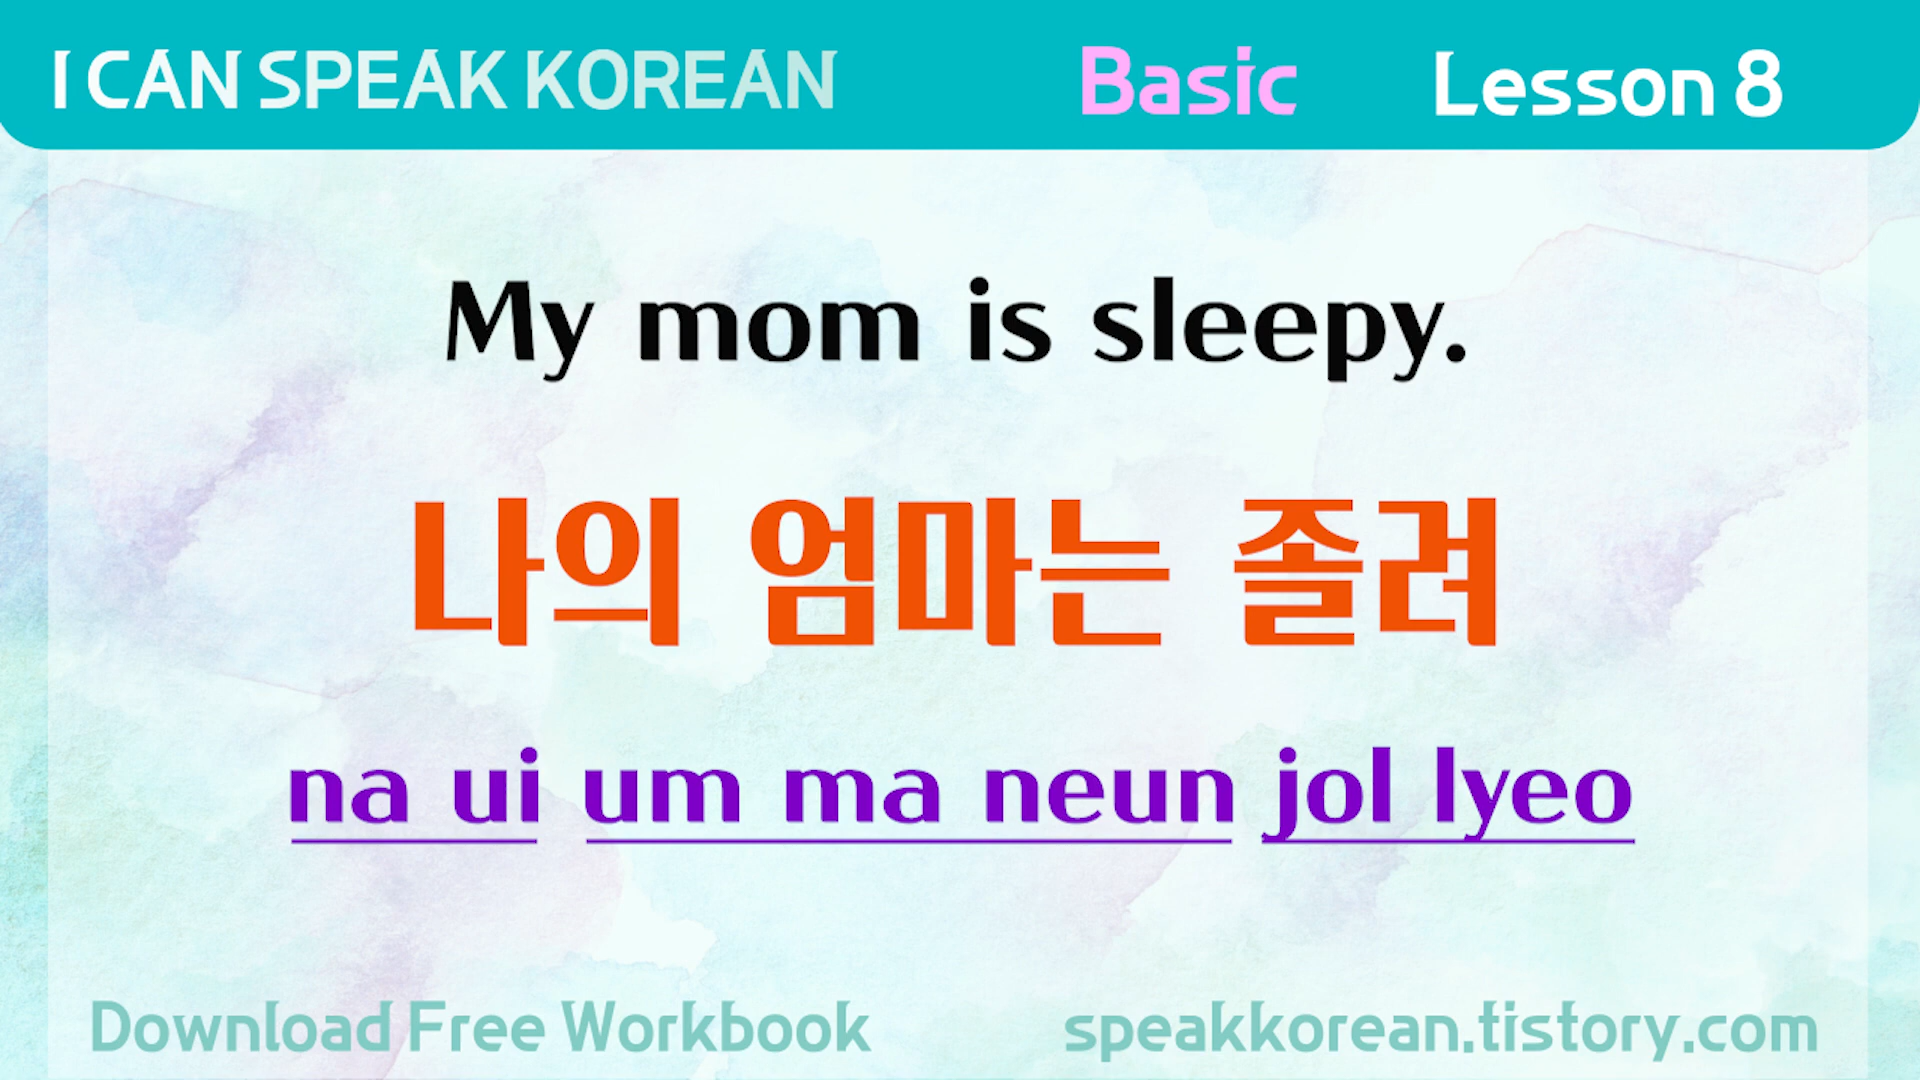 I CAN SPEAK KOREAN Basic Lesson 8
My mom is sleepy.
나의 엄마는 졸려
na ui um ma neun jol lyeo
Download Free Workbook speakkorean.tistory.com